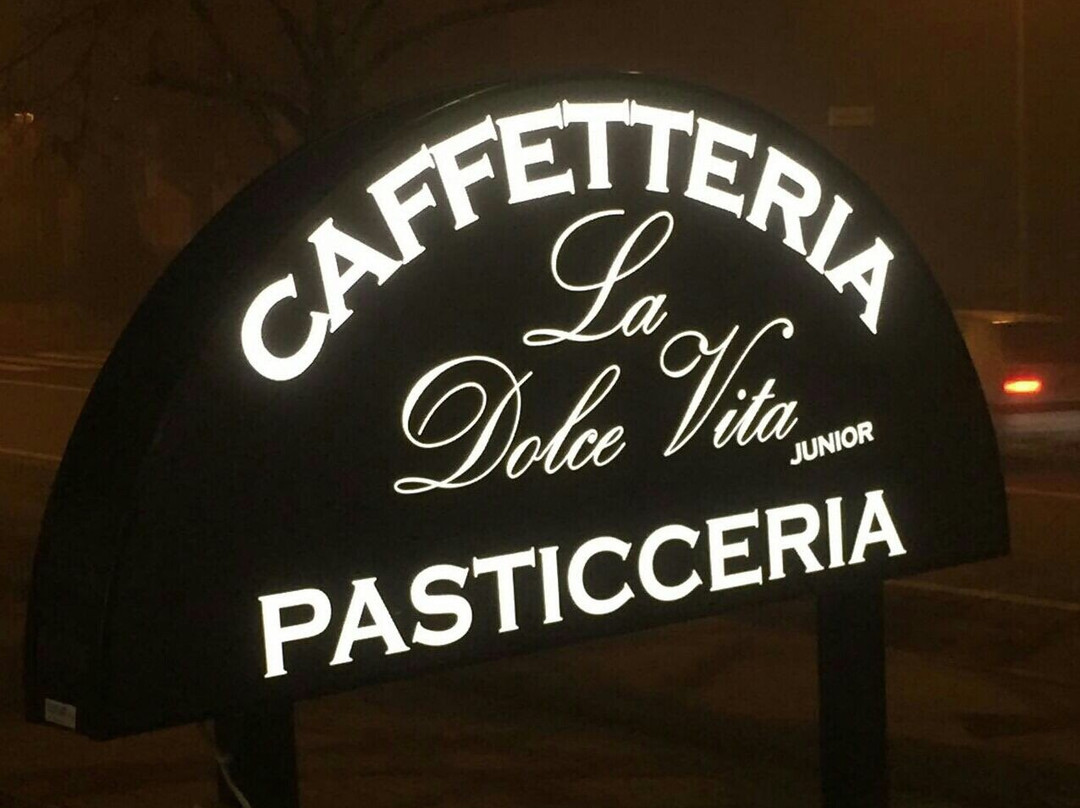 CAFFETTERIA
La
Dolce Vita
JUNIOR
PASTICCERIA